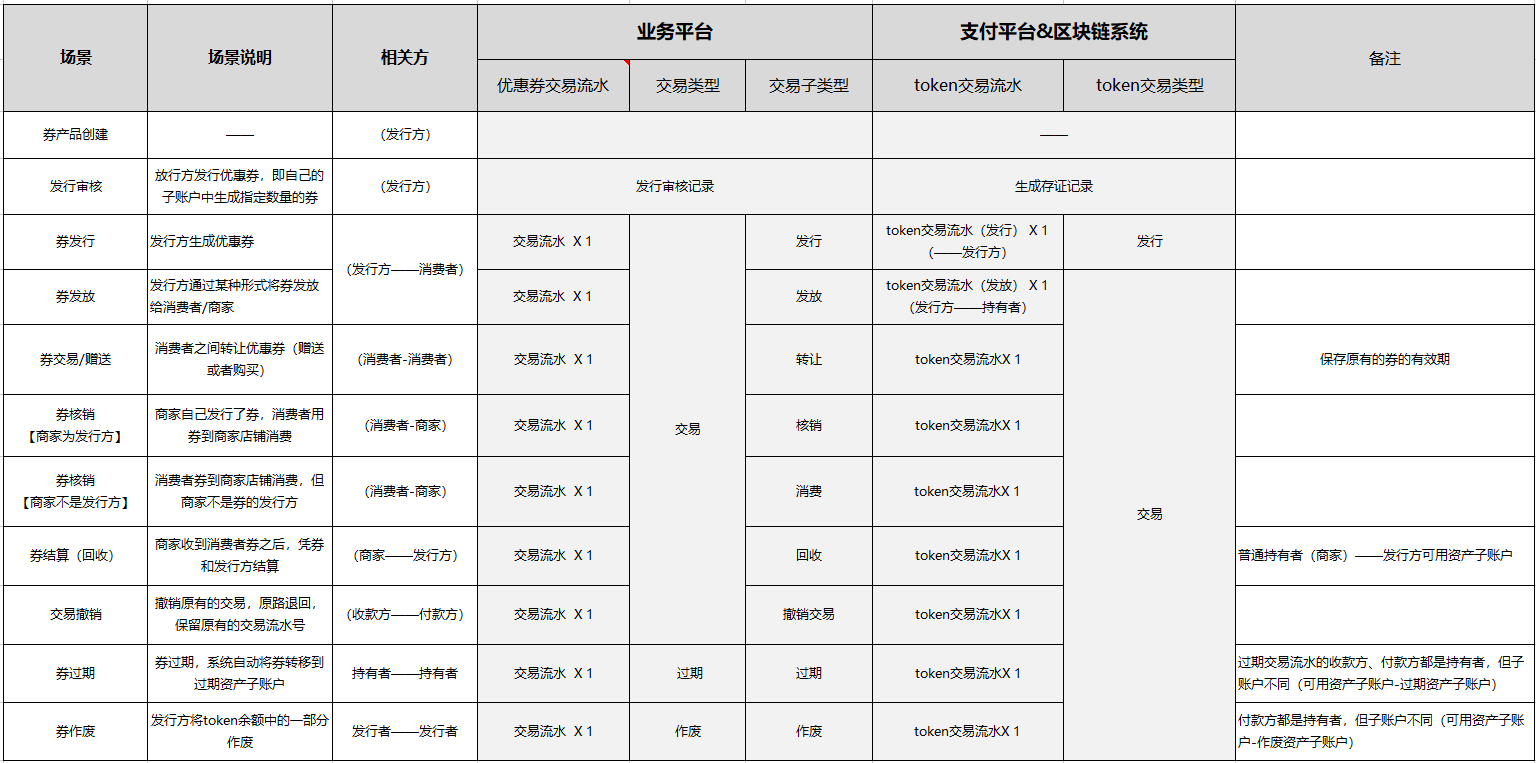 场景
场景说明
相关方
业务平台
支付平台&区块链系统
备注
优惠券交易流水
交易类型
交易子类型
token交易流水
token交易类型
券产品创建
——
（发行方）
——
发行审核
放行方发行优惠券，即自己的
子账户中生成指定数量的券
（发行方）
发行审核记录
生成存证记录
券发行
发行方生成优惠券
（发行方——消费者）
交易流水 X 1
交易
发行
token交易流水（发行） X 1
（——发行方）
发行
券发放
发行方通过某种形式将券发放
给消费者/商家
交易流水 X 1
发放
token交易流水（发放） X 1
（发行方——持有者）
交易
券交易/赠送
消费者之间转让优惠券（赠送
或者购买）
（消费者-消费者）
交易流水 X 1
转让
token交易流水X 1
保存原有的券的有效期
券核销
【商家为发行方】
商家自己发行了券，消费者用
券到商家店铺消费
（消费者-商家）
交易流水 X 1
核销
token交易流水X 1
券核销
【商家不是发行方】
消费者券到商家店铺消费，但
商家不是券的发行方
（消费者-商家）
交易流水 X 1
消费
token交易流水X 1
券结算（回收）
商家收到消费者券之后，凭券
和发行方结算
（商家——发行方）
交易流水 X 1
回收
token交易流水X 1
普通持有者（商家）——发行方可用资产子账户
交易撤销
撤销原有的交易，原路退回，
保留原有的交易流水号
（收款方——付款方）
交易流水 X 1
撤销交易
token交易流水X 1
券过期
券过期，系统自动将券转移到
过期资产子账户
持有者——持有者
交易流水 X 1
过期
过期
token交易流水X 1
过期交易流水的收款方、付款方都是持有者，但子
账户不同（可用资产子账户-过期资产子账户）
券作废
发行方将token余额中的一部分
作废
发行者——发行者
交易流水 X 1
作废
作废
token交易流水X 1
付款方都是持有者，但子账户不同（可用资产子账
户-作废资产子账户）